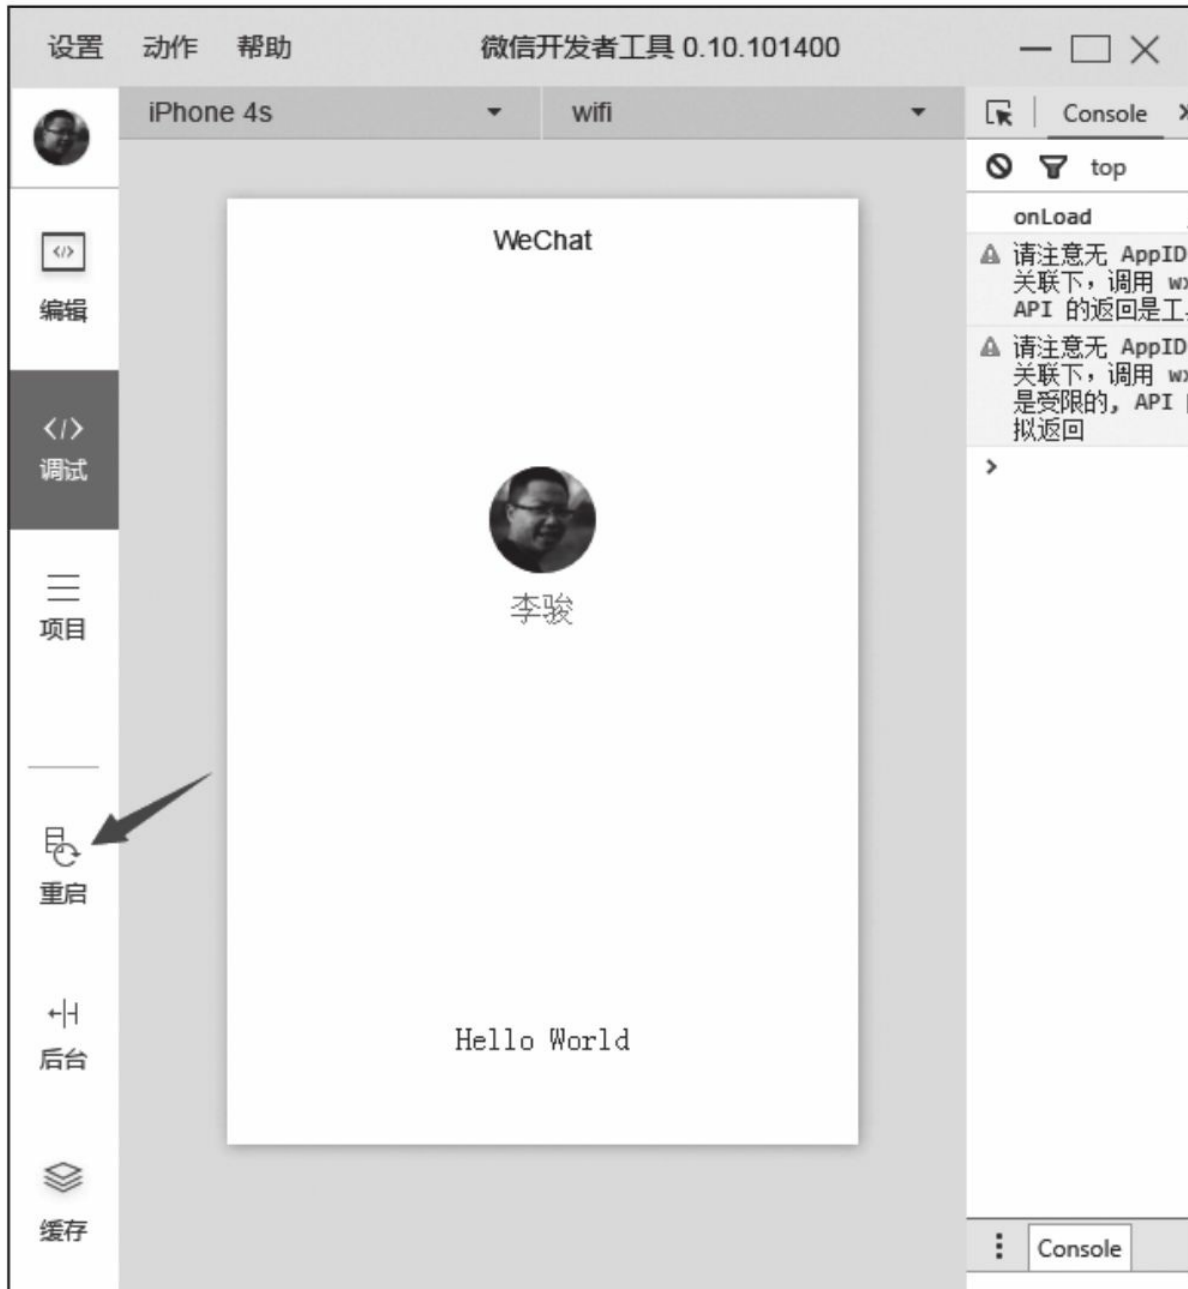 设置 动作 帮助 微信开发者工具 0.10.101400
iPhone 4s wifi
Console
top
编辑
调试
项目
重启
后台
缓存
WeChat
李骏
Hello World
onLoad
请注意无 AppID
关联下，调用
API 的返回是工
请注意无 AppID
关联下，调用
是受限的, API
拟返回
Console